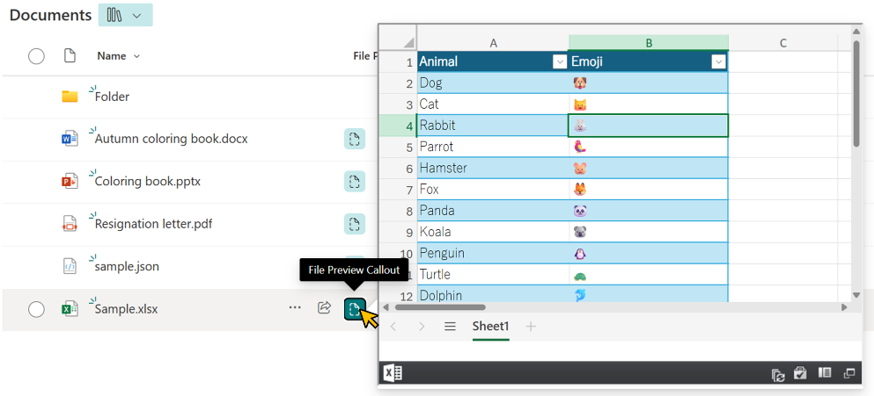 Documents
Name
File P
Folder
Autumn coloring book.docx
Coloring book.pptx
Resignation letter.pdf
sample.json
Sample.xlsx
File Preview Callout
A B C
1 Animal Emoji
2 Dog
3 Cat
4 Rabbit
5 Parrot
6 Hamster
7 Fox
8 Panda
9 Koala
10 Penguin
1 Turtle
12 Dolphin
Sheet1